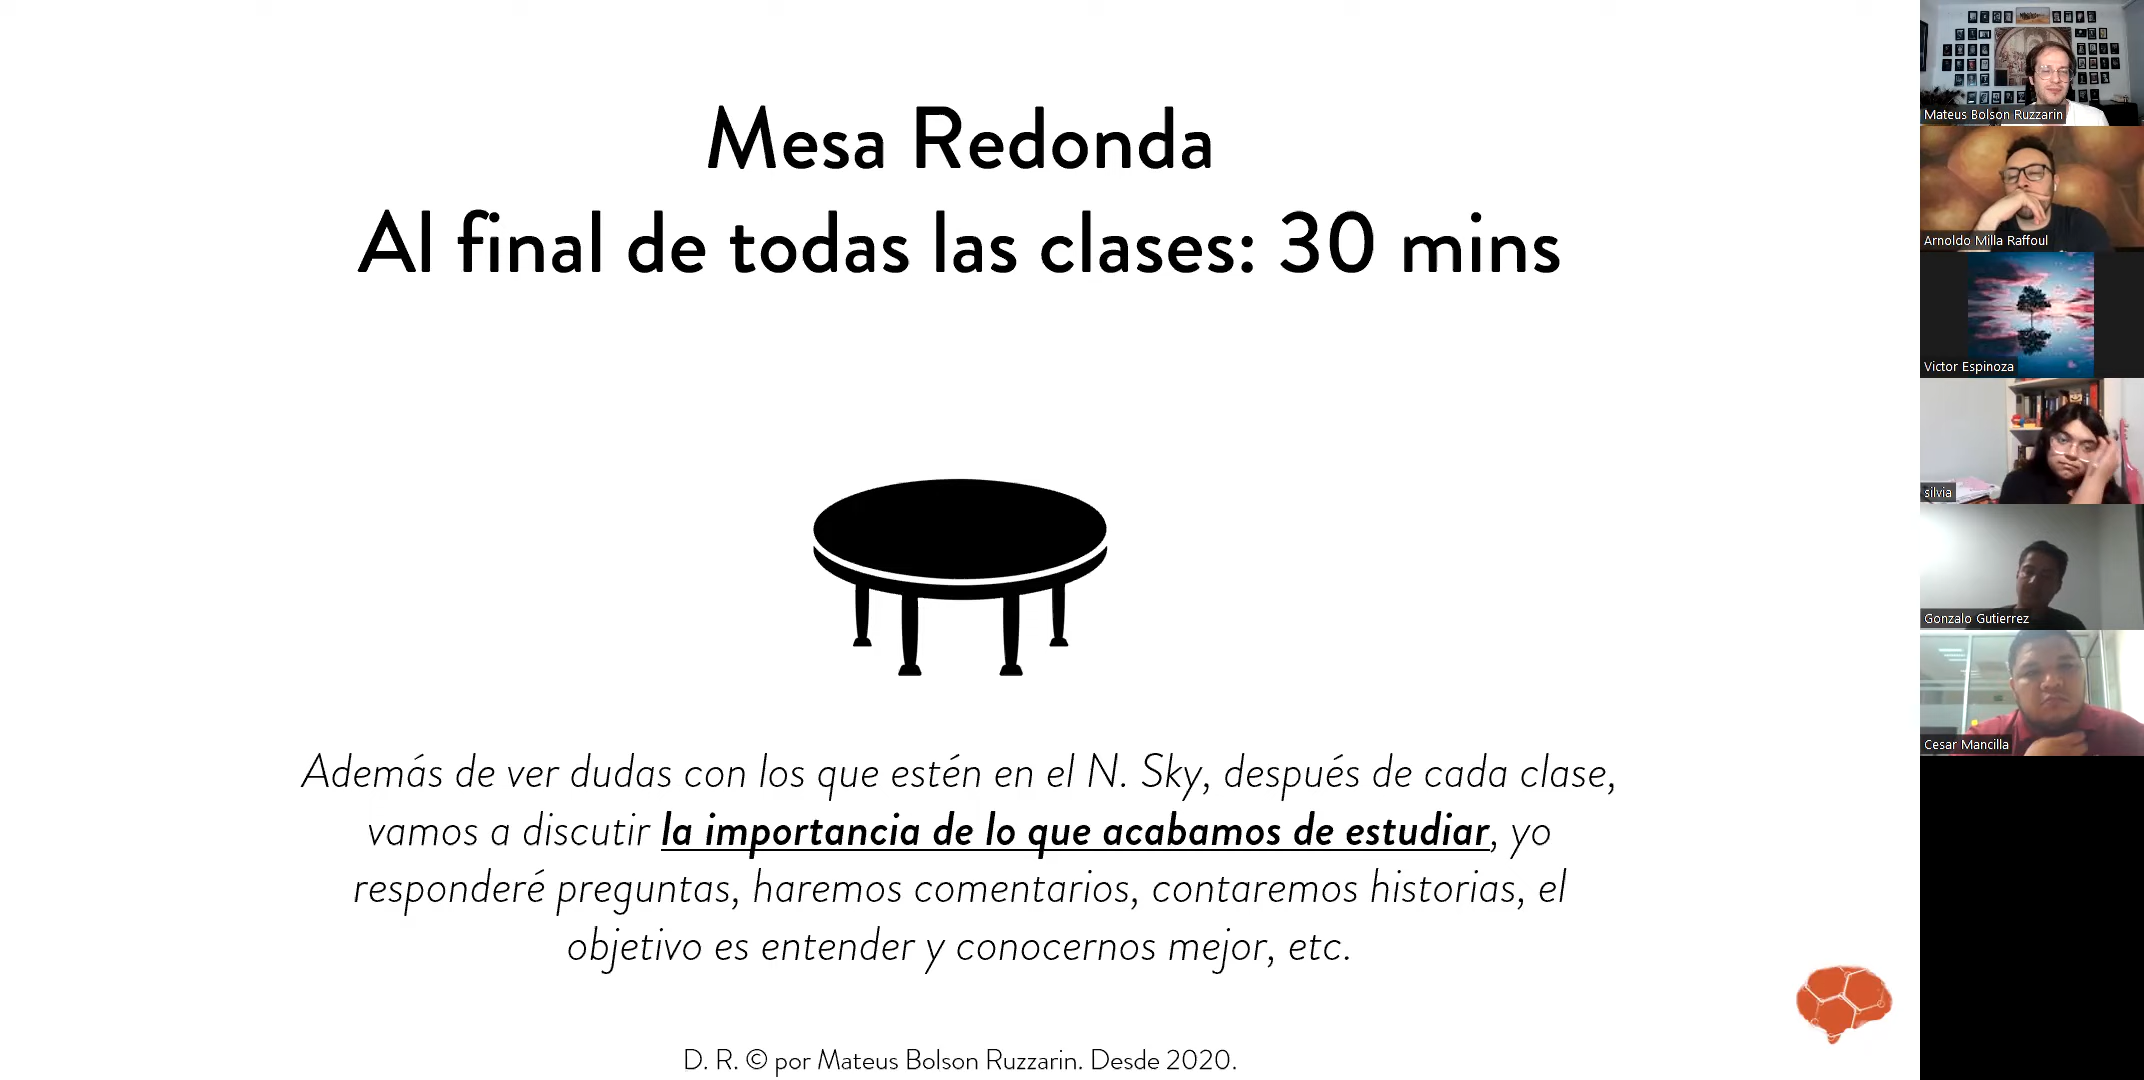 Mesa Redonda
Al final de todas las clases: 30 mins
Además de ver dudas con los que estén en el N. Sky, después de cada clase,
vamos a discutir la importancia de lo que acabamos de estudiar, yo
responderé preguntas, haremos comentarios, contaremos historias, el
objetivo es entender y conocernos mejor, etc.
D. R. © por Mateus Bolson Ruzzarin. Desde 2020.
Mateus Bolson Ruzzarin
Arnoldo Milla Raffoul
Victor Espinoza
silvia
Gonzalo Gutierrez
Cesar Mancilla